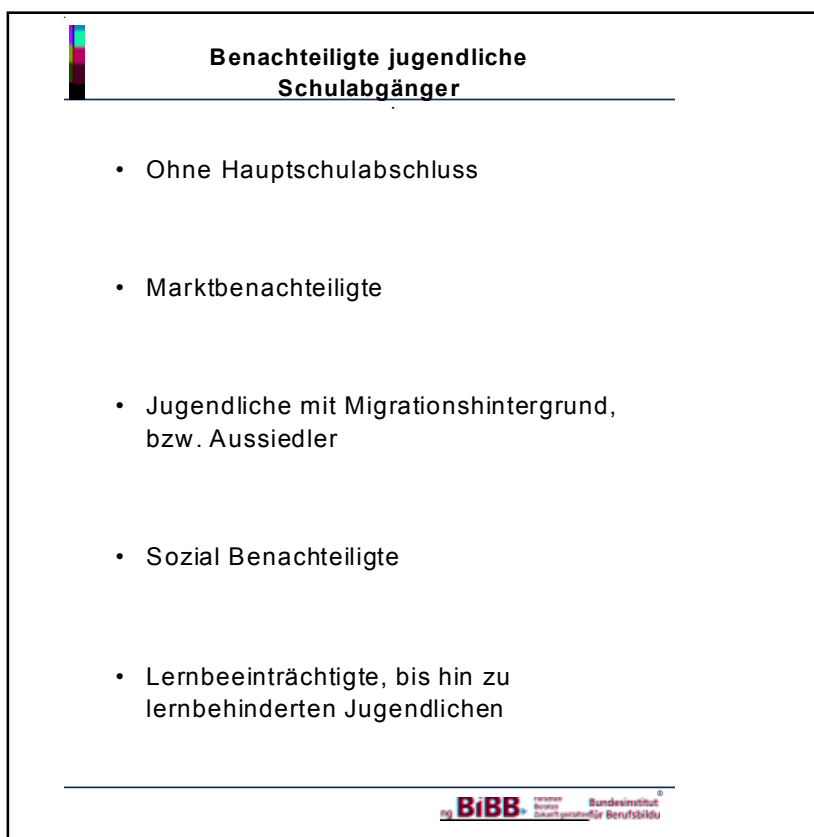 Benachteiligte jugendliche
Schulabgänger
• Ohne Hauptschulabschluss
• Marktbenachteiligte
• Jugendliche mit Migrationshintergrund,
bzw. Aussiedler
• Sozial Benachteiligte
• Lernbeeinträchtigte, bis hin zu
lernbehinderten Jugendlichen
ng BiBB. Bundesinstitut ®
für Berufsbildu